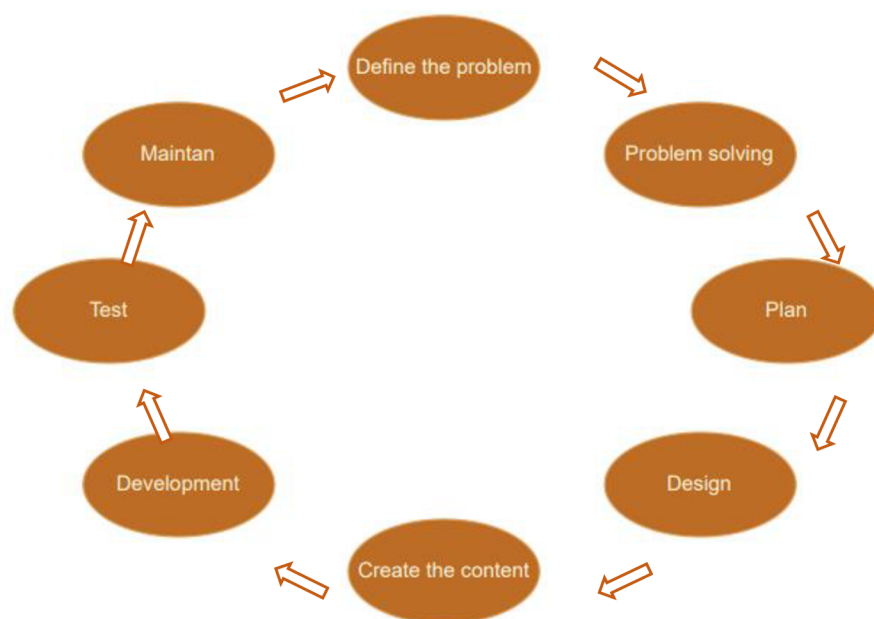 Define the problem
Problem solving
Plan
Design
Create the content
Development
Test
Maintan